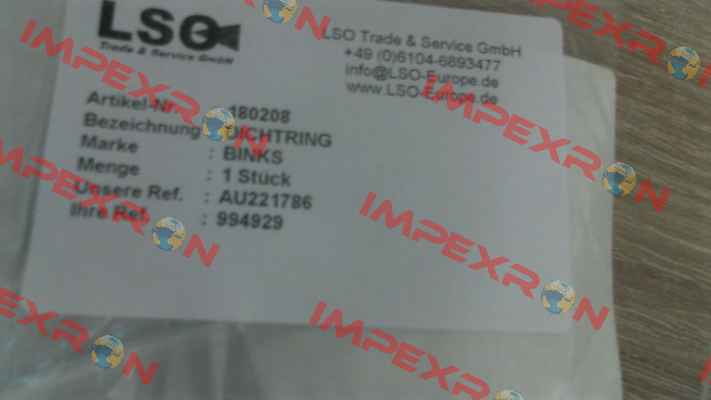 LSO
Trade & Service GmbH
LSO Trade & Service GmbH
+49 (0)6104-6893477
info@LSO-Europe.de
www.LSO-Europe.de
Artikel-Nr. 180208
Bezeichnung DICHTRING
Marke : BINKS
Menge : 1 Stück
Unsere Ref. : AU221786
Ihre Ref. : 994929
IMPEXRON
IMPEXRON
IMPEXRON
IMPEXRON
IMPEXRON
IMPEXRON
IMPEXRON